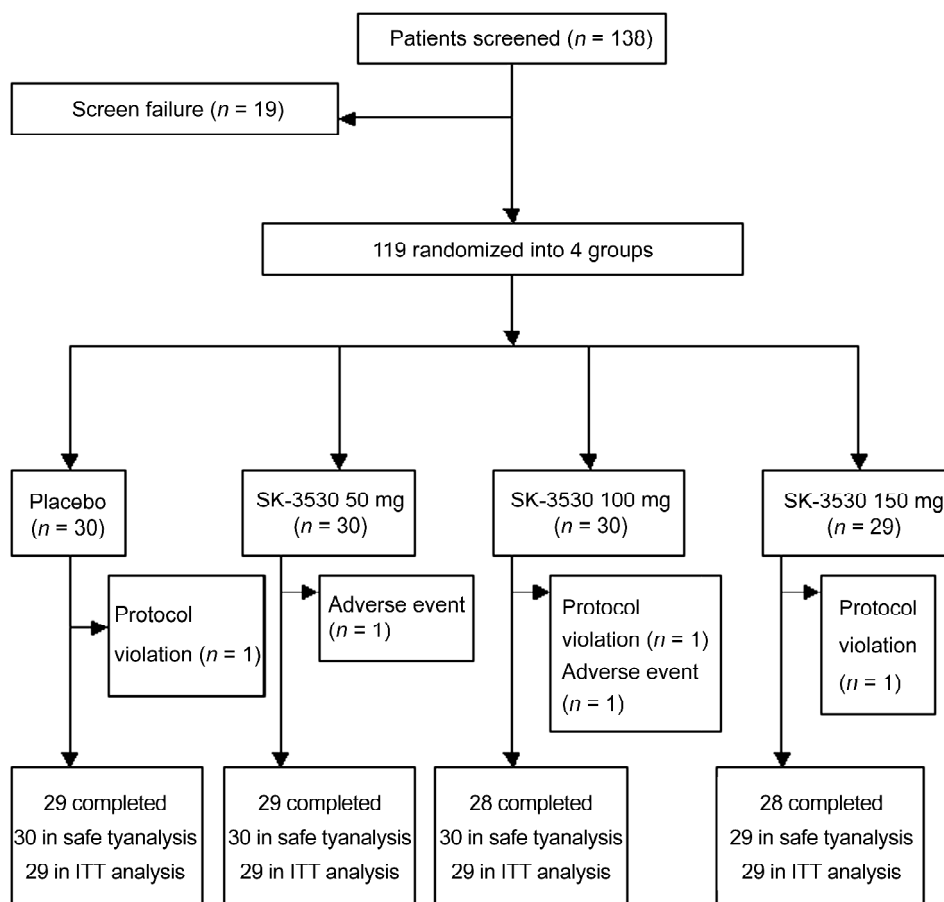 Patients screened (n = 138)
Screen failure (n = 19)
119 randomized into 4 groups
Placebo
(n = 30)
SK-3530 50 mg
(n = 30)
SK-3530 100 mg
(n = 30)
SK-3530 150 mg
(n = 29)
Protocol
violation (n = 1)
Adverse event
(n = 1)
Protocol
violation (n = 1)
Adverse event
(n = 1)
Protocol
violation
(n = 1)
29 completed
30 in safe tyanalysis
29 in ITT analysis
29 completed
30 in safe tyanalysis
29 in ITT analysis
28 completed
30 in safe tyanalysis
29 in ITT analysis
28 completed
29 in safe tyanalysis
29 in ITT analysis